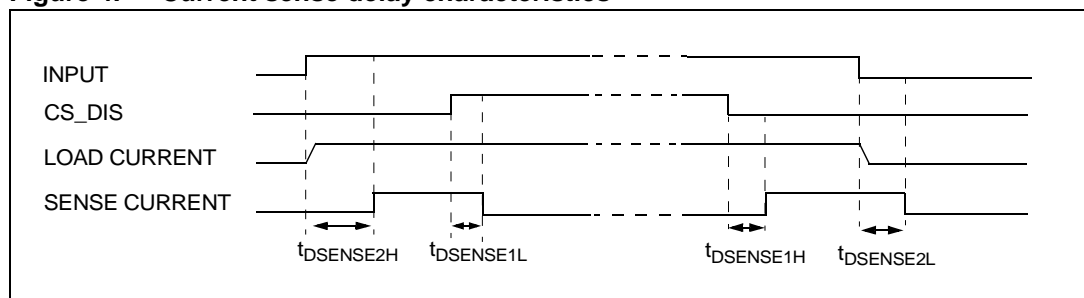 INPUT
CS_DIS
LOAD CURRENT
SENSE CURRENT
tDSENSE2H tDSENSE1L tDSENSE1H tDSENSE2L